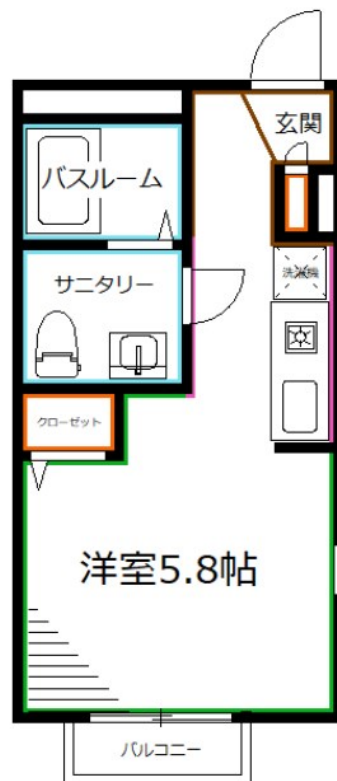 玄関
バスルーム
洗濯機
サニタリー
クローゼット
洋室5.8帖
バルコニー